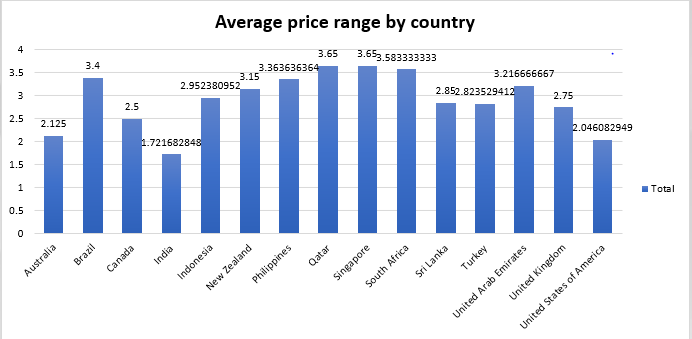 Average price range by country
4
3.5
3
2.5
2
1.5
1
0.5
0
2.125
3.4
2.5
1.721682848
2.952380952
3.15
3.363636364
3.65
3.65
3.583333333
2.85
2.823529412
3.216666667
2.75
2.046082949
Australia
Brazil
Canada
India
Indonesia
New Zealand
Philippines
Qatar
Singapore
South Africa
Sri Lanka
Turkey
United Arab Emirates
United Kingdom
United States of America
Total